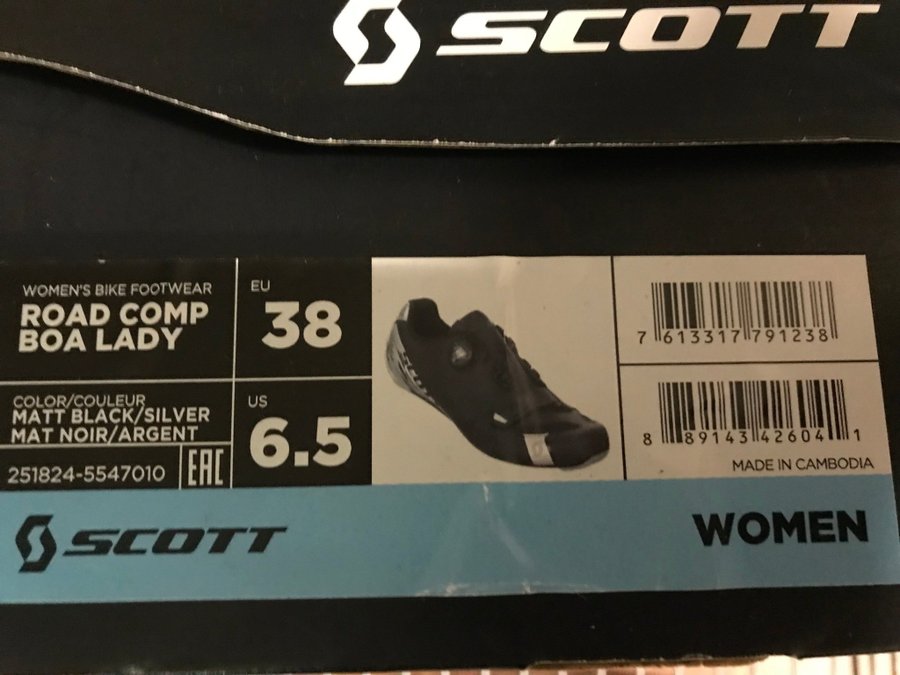 SCOTT
WOMEN'S BIKE FOOTWEAR
ROAD COMP
BOA LADY
EU
38
COLOR/COULEUR
MATT BLACK/SILVER
MAT NOIR/ARGENT
251824-5547010
EAC
US
6.5
SCOTT
7 613317 791238
8 89143 42604 1
MADE IN CAMBODIA
SCOTT
WOMEN